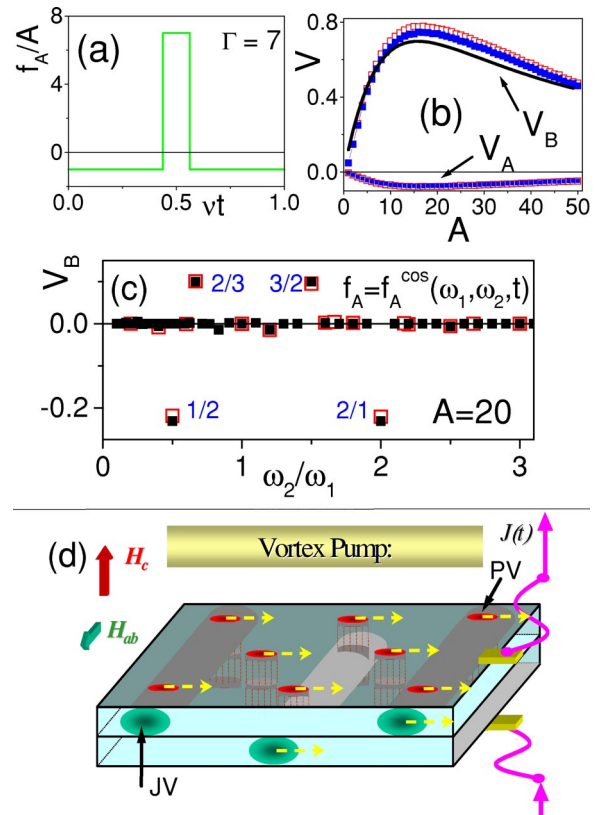 f_A/A
8
4
0
(a)
Γ = 7
0.0 0.5 1.0
νt
V
0.8
0.4
0.0
(b)
V_B
V_A
0 10 20 30 40 50
A
V_B
0.0
-0.2
(c)
2/3 3/2
f_A=f_A^cos(ω_1,ω_2,t)
1/2 2/1
A=20
0 1 2 3
ω_2/ω_1
(d)
Vortex Pump:
J(t)
H_c
PV
H_ab
JV